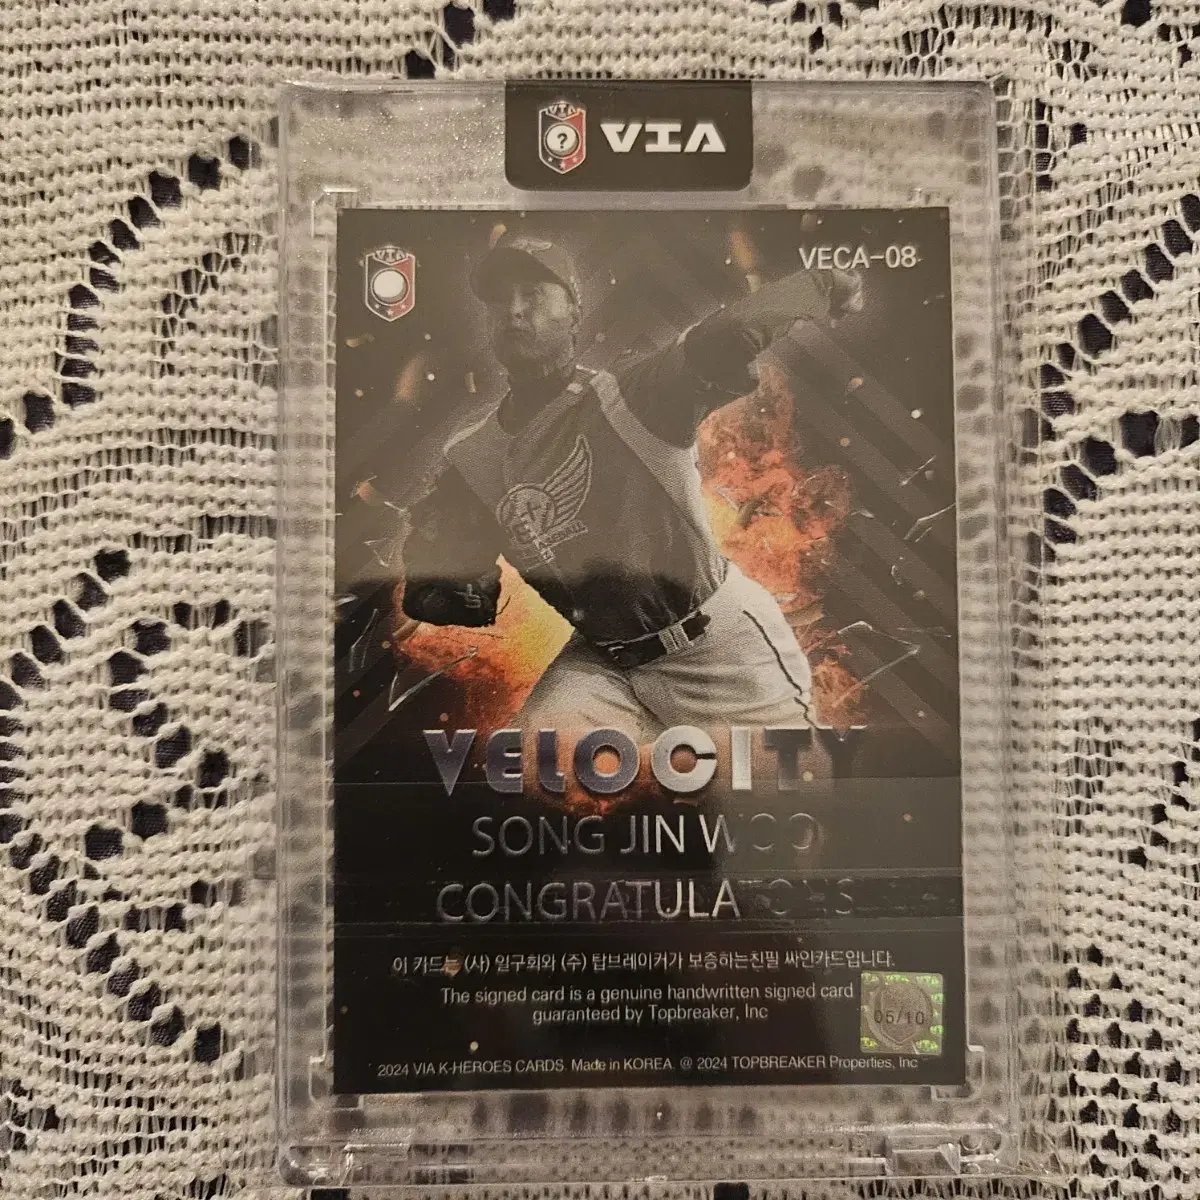 VIA
?
VIA
VIA
VECA-08
VELOCITY
SONG JIN WOO
CONGRATULATIONS
이 카드는 (사) 일구회와 (주) 탑브레이커가 보증하는친필 싸인카드입니다.
The signed card is a genuine handwritten signed card
guaranteed by Topbreaker, Inc
05/10
2024 VIA K-HEROES CARDS. Made in KOREA. @ 2024 TOPBREAKER Properties, Inc